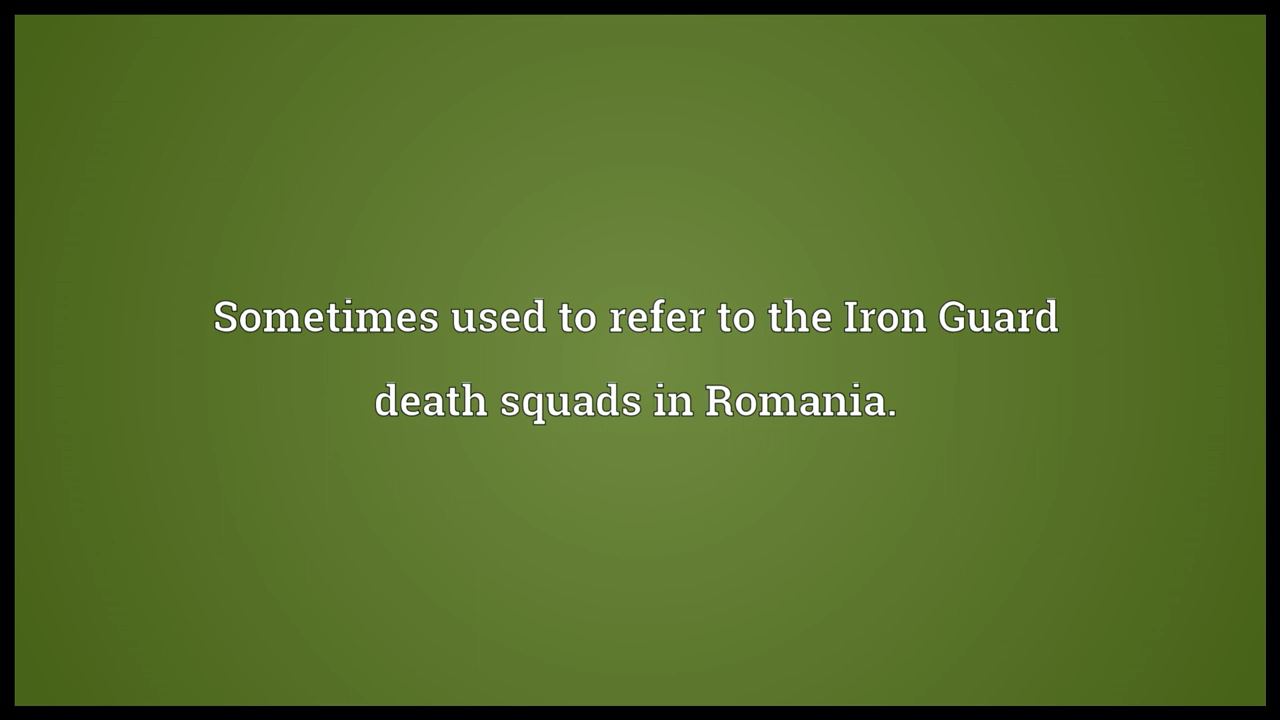 Sometimes used to refer to the Iron Guard
death squads in Romania.